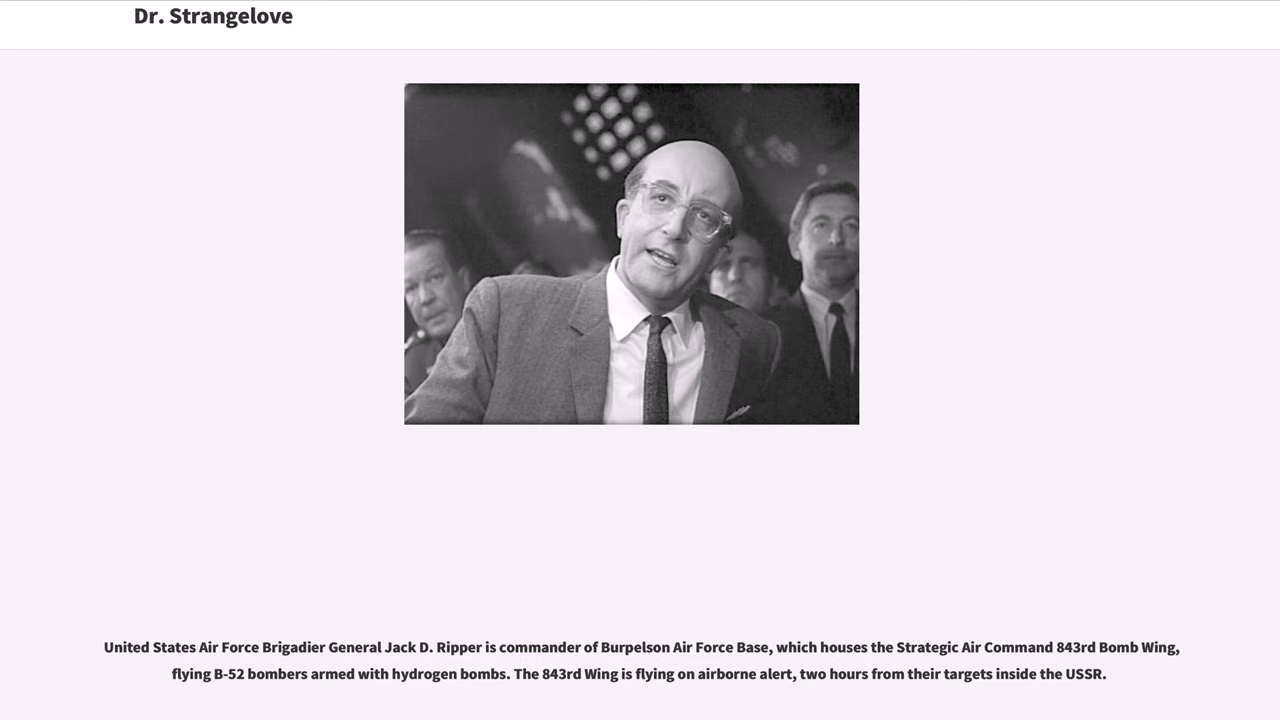 Dr. Strangelove
United States Air Force Brigadier General Jack D. Ripper is commander of Burpelson Air Force Base, which houses the Strategic Air Command 843rd Bomb Wing,
flying B-52 bombers armed with hydrogen bombs. The 843rd Wing is flying on airborne alert, two hours from their targets inside the USSR.